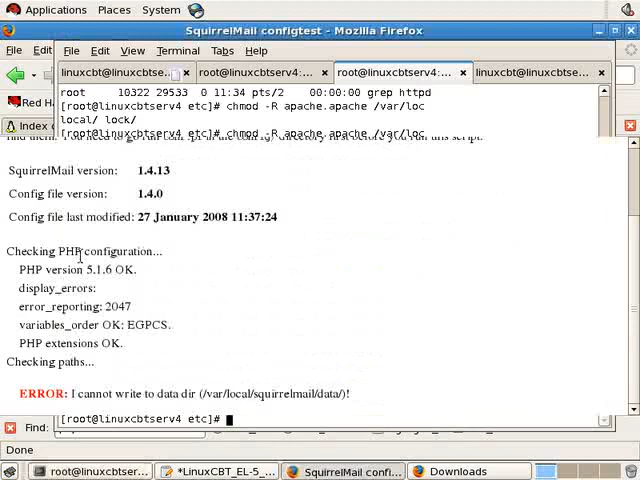 Applications Places System
SquirrelMail configtest - Mozilla Firefox
File Edit
File Edit View Terminal Tabs Help
linuxcbt@linuxcbtse... root@linuxcbtserv4:... root@linuxcbtserv4:... linuxcbt@linuxcbtse...
Red Ha
root 10322 29533 0 11:34 pts/2 00:00:00 grep httpd
[root@linuxcbtserv4 etc]# chmod -R apache.apache /var/loc
local/ lock/
[root@linuxcbtserv4 etc]# chmod -R apache.apache /var/loc
Index o
SquirrelMail version: 1.4.13
Config file version: 1.4.0
Config file last modified: 27 January 2008 11:37:24
Checking PHP configuration...
PHP version 5.1.6 OK.
display_errors:
error_reporting: 2047
variables_order OK: EGPCS.
PHP extensions OK.
Checking paths...
ERROR: I cannot write to data dir (/var/local/squirrelmail/data/)!
[root@linuxcbtserv4 etc]#
Find:
Done
root@linuxcbtser... *LinuxCBT_EL-5_... SquirrelMail confi... Downloads